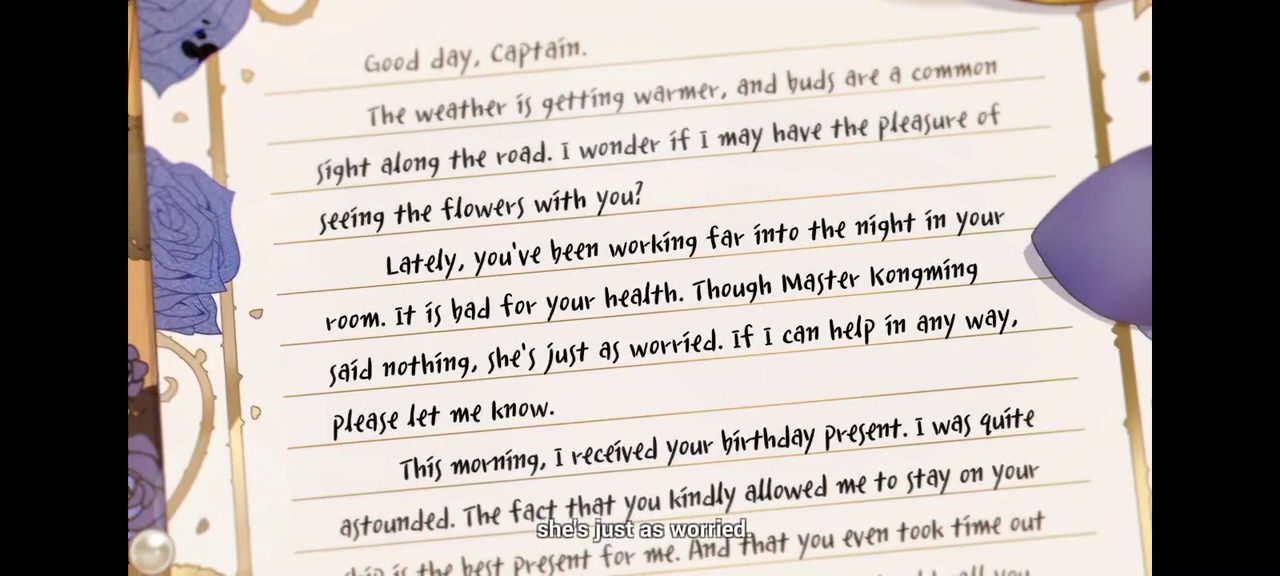 Good day, Captain.
The weather is getting warmer, and buds are a common
sight along the road. I wonder if I may have the pleasure of
seeing the flowers with you?
Lately, you've been working far into the night in your
room. It is bad for your health. Though Master Kongming
said nothing, she's just as worried. If I can help in any way,
please let me know.
This morning, I received your birthday present. I was quite
astounded. The fact that you kindly allowed me to stay on your
she's just as worried.
ship is the best present for me. And that you even took time out
all you